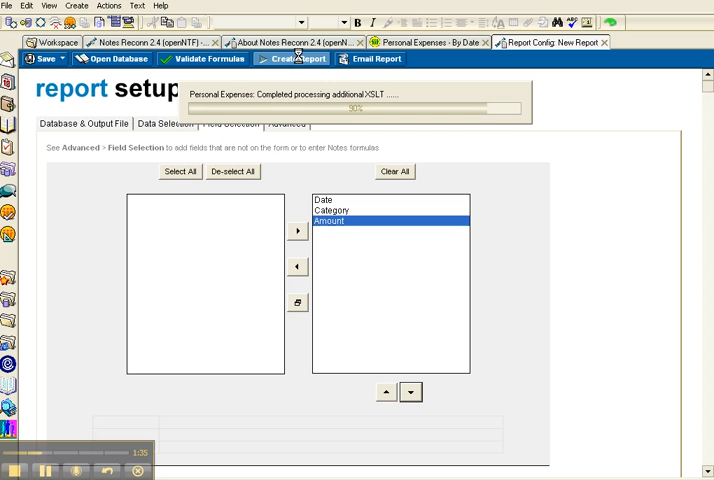 File Edit View Create Actions Text Help
B I
Workspace Notes Reconn 2.4 (openNTF) -... About Notes Reconn 2.4 (openN... Personal Expenses - By Date Report Config: New Report
Save Open Database Validate Formulas Create Report Email Report
report setup
Personal Expenses: Completed processing additional XSLT ......
90%
Database & Output File Data Selection Field Selection Advanced
See Advanced > Field Selection to add fields that are not on the form or to enter Notes formulas
Select All De-select All Clear All
Date
Category
Amount
1:35